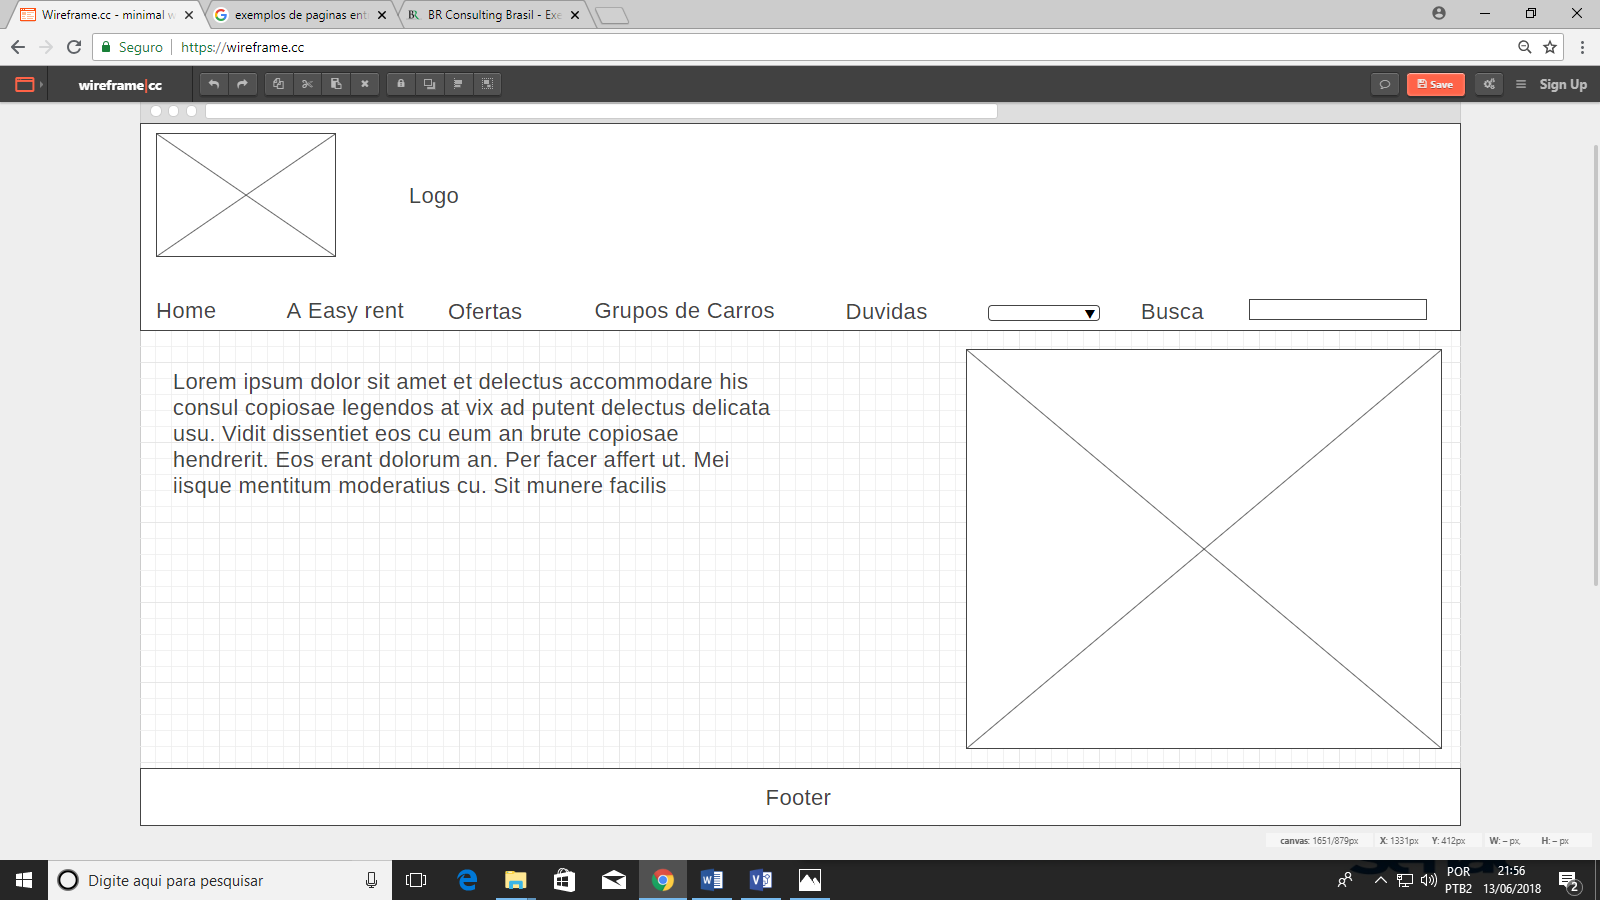 Wireframe.cc - minimal w
exemplos de paginas ent
BR Consulting Brasil - Exe
Seguro
https://wireframe.cc
wireframe|cc
Save
Sign Up
Logo
Home
A Easy rent
Ofertas
Grupos de Carros
Duvidas
Busca
Lorem ipsum dolor sit amet et delectus accommodare his
consul copiosae legendos at vix ad putent delectus delicata
usu. Vidit dissentiet eos cu eum an brute copiosae
hendrerit. Eos erant dolorum an. Per facer affert ut. Mei
iisque mentitum moderatius cu. Sit munere facilis
Footer
canvas: 1651/879px X: 1331px Y: 412px W: – px, H: – px
Digite aqui para pesquisar
POR
PTB2
21:56
13/06/2018
2